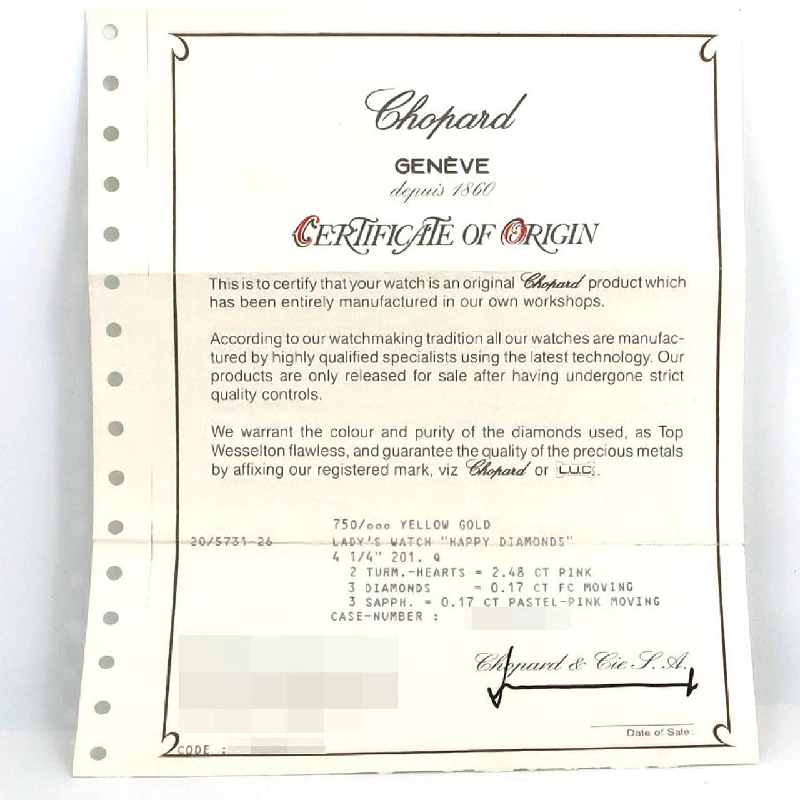 Chopard
GENÈVE
depuis 1860
CERTIFICATE OF ORIGIN
This is to certify that your watch is an original Chopard product which
has been entirely manufactured in our own workshops.
According to our watchmaking tradition all our watches are manufac-
tured by highly qualified specialists using the latest technology. Our
products are only released for sale after having undergone strict
quality controls.
We warrant the colour and purity of the diamonds used, as Top
Wesselton flawless, and guarantee the quality of the precious metals
by affixing our registered mark, viz Chopard or L.U.C.
750/ooo YELLOW GOLD
20/5731-26 LADY'S WATCH "HAPPY DIAMONDS"
4 1/4" 201. Q
2 TURM.-HEARTS = 2.48 CT PINK
3 DIAMONDS = 0.17 CT FC MOVING
3 SAPPH. = 0.17 CT PASTEL-PINK MOVING
CASE-NUMBER :
Chopard & Cie S.A.
Date of Sale:
CODE :